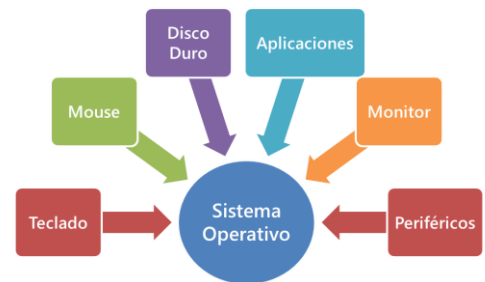 Disco
Duro
Aplicaciones
Mouse
Monitor
Teclado
Sistema
Operativo
Periféricos